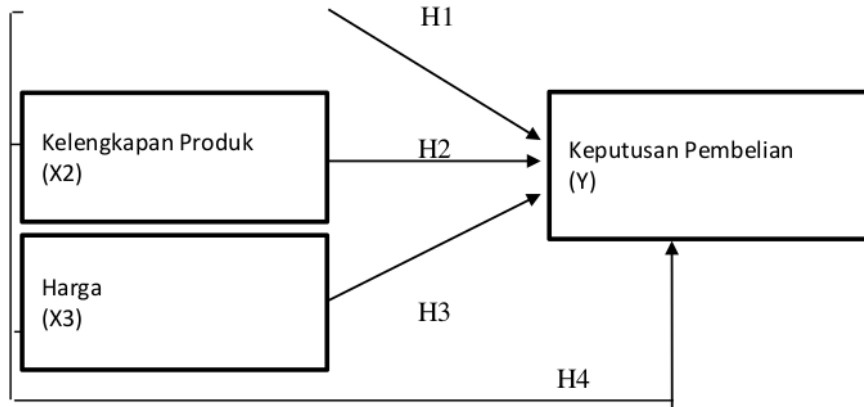 H1
Kelengkapan Produk
(X2)
H2
Keputusan Pembelian
(Y)
Harga
(X3)
H3
H4